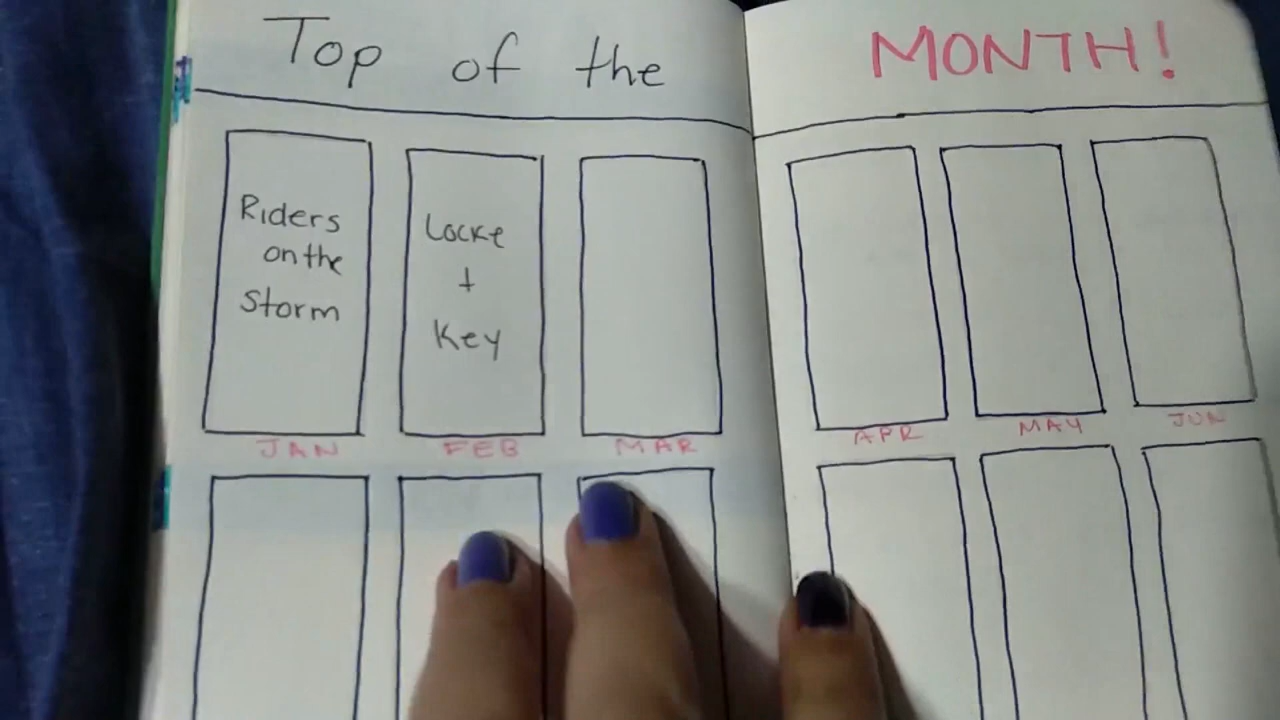 Top of the MONTH!
Riders
on the
Storm
Locke
+
Key
JAN FEB MAR APR MAY JUN